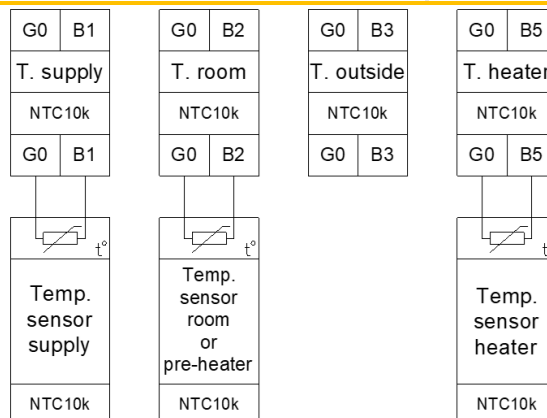 G0 B1 G0 B2 G0 B3 G0 B5
T. supply T. room T. outside T. heater
NTC10k NTC10k NTC10k NTC10k
G0 B1 G0 B2 G0 B3 G0 B5
t° t° t
Temp.
sensor
supply
Temp.
sensor
room
or
pre-heater
Temp.
sensor
heater
NTC10k NTC10k NTC10k